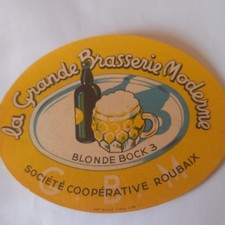 la Grande Brasserie Moderne
BLONDE BOCK 3
SOCIÉTÉ COOPÉRATIVE ROUBAIX
G.B.M